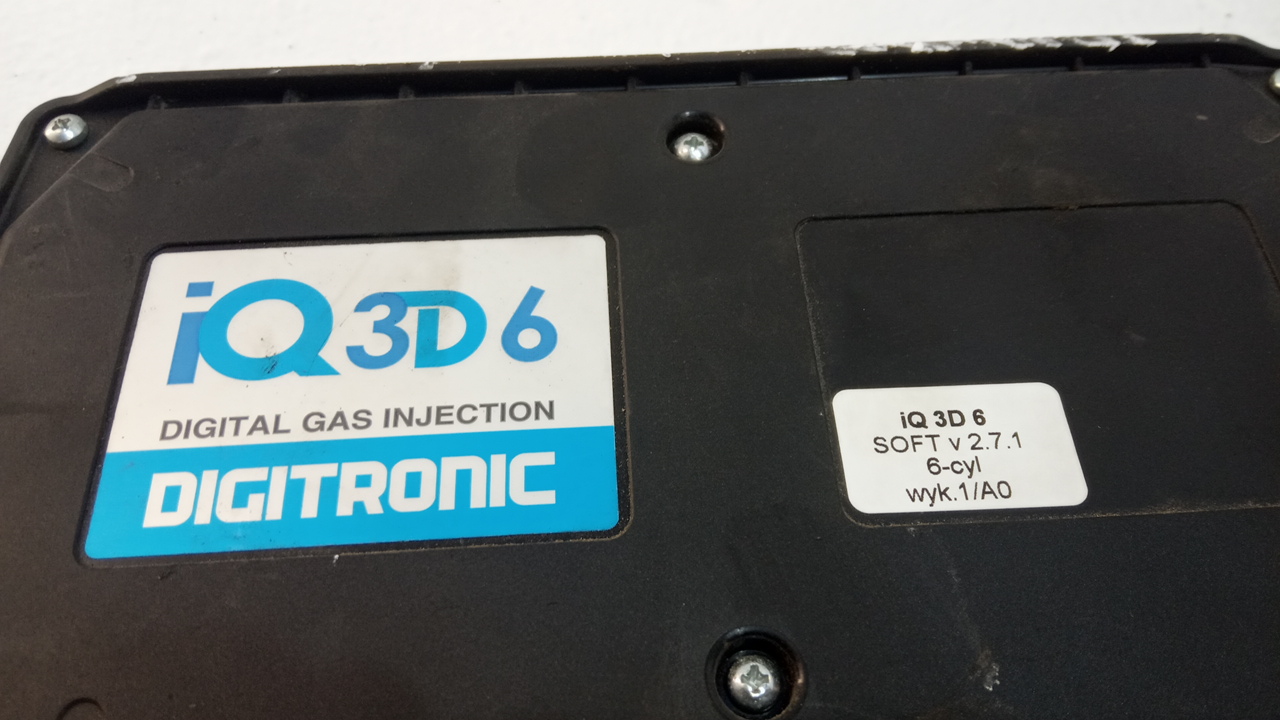 iQ 3D 6
DIGITAL GAS INJECTION
DIGITRONIC
iQ 3D 6
SOFT v 2.7.1
6-cyl
wyk.1/A0